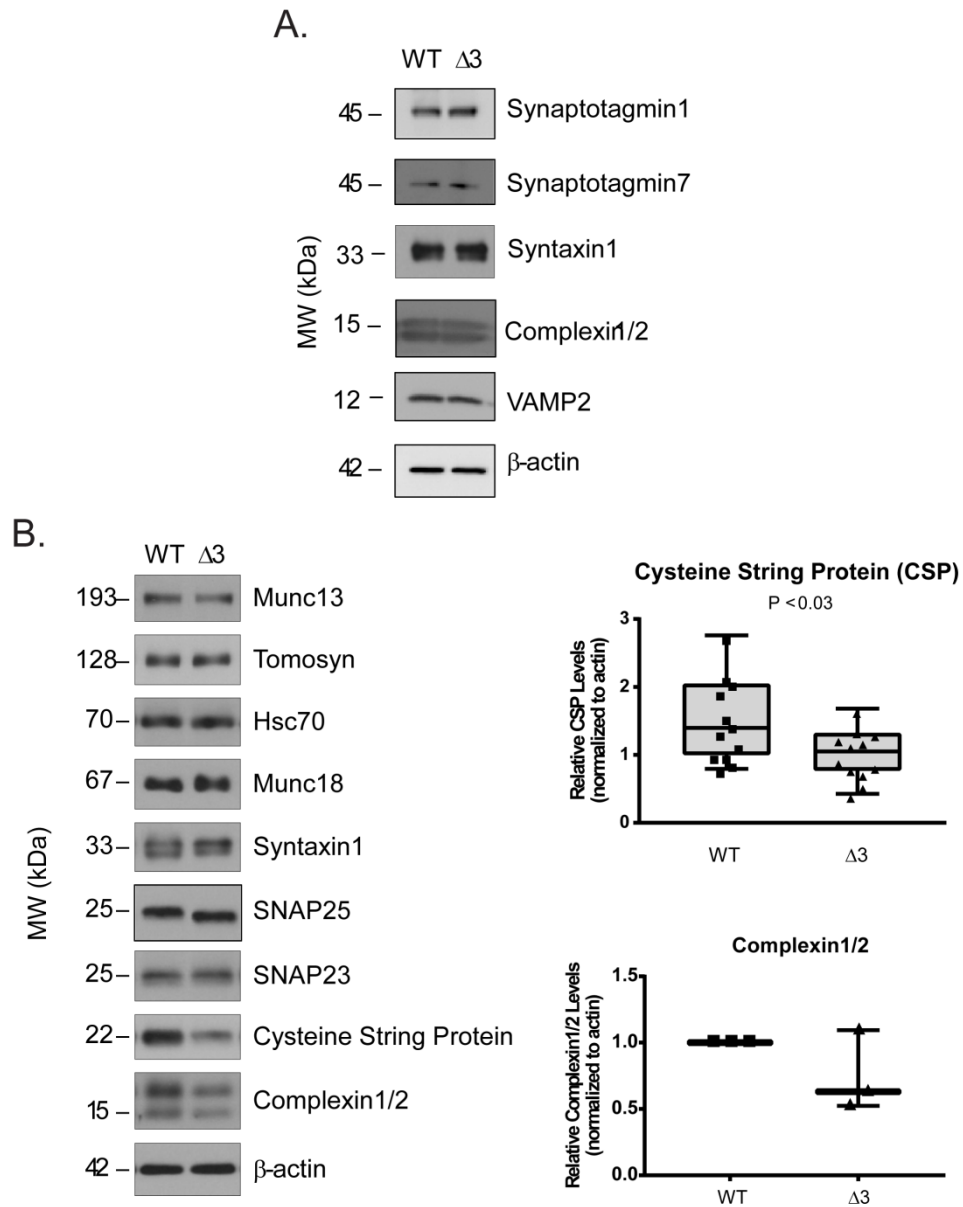 A.
WT Δ3
45 – Synaptotagmin1
45 – Synaptotagmin7
33 – Syntaxin1
15 – Complexin1/2
12 – VAMP2
42 – β-actin
MW (kDa)
B.
WT Δ3
193– Munc13
128– Tomosyn
70– Hsc70
67– Munc18
33– Syntaxin1
25– SNAP25
25– SNAP23
22– Cysteine String Protein
15– Complexin1/2
42– β-actin
MW (kDa)
Cysteine String Protein (CSP)
P <0.03
Relative CSP Levels
(normalized to actin)
3
2
1
0
WT Δ3
Complexin1/2
Relative Complexin1/2 Levels
(normalized to actin)
1.5
1.0
0.5
0.0
WT Δ3